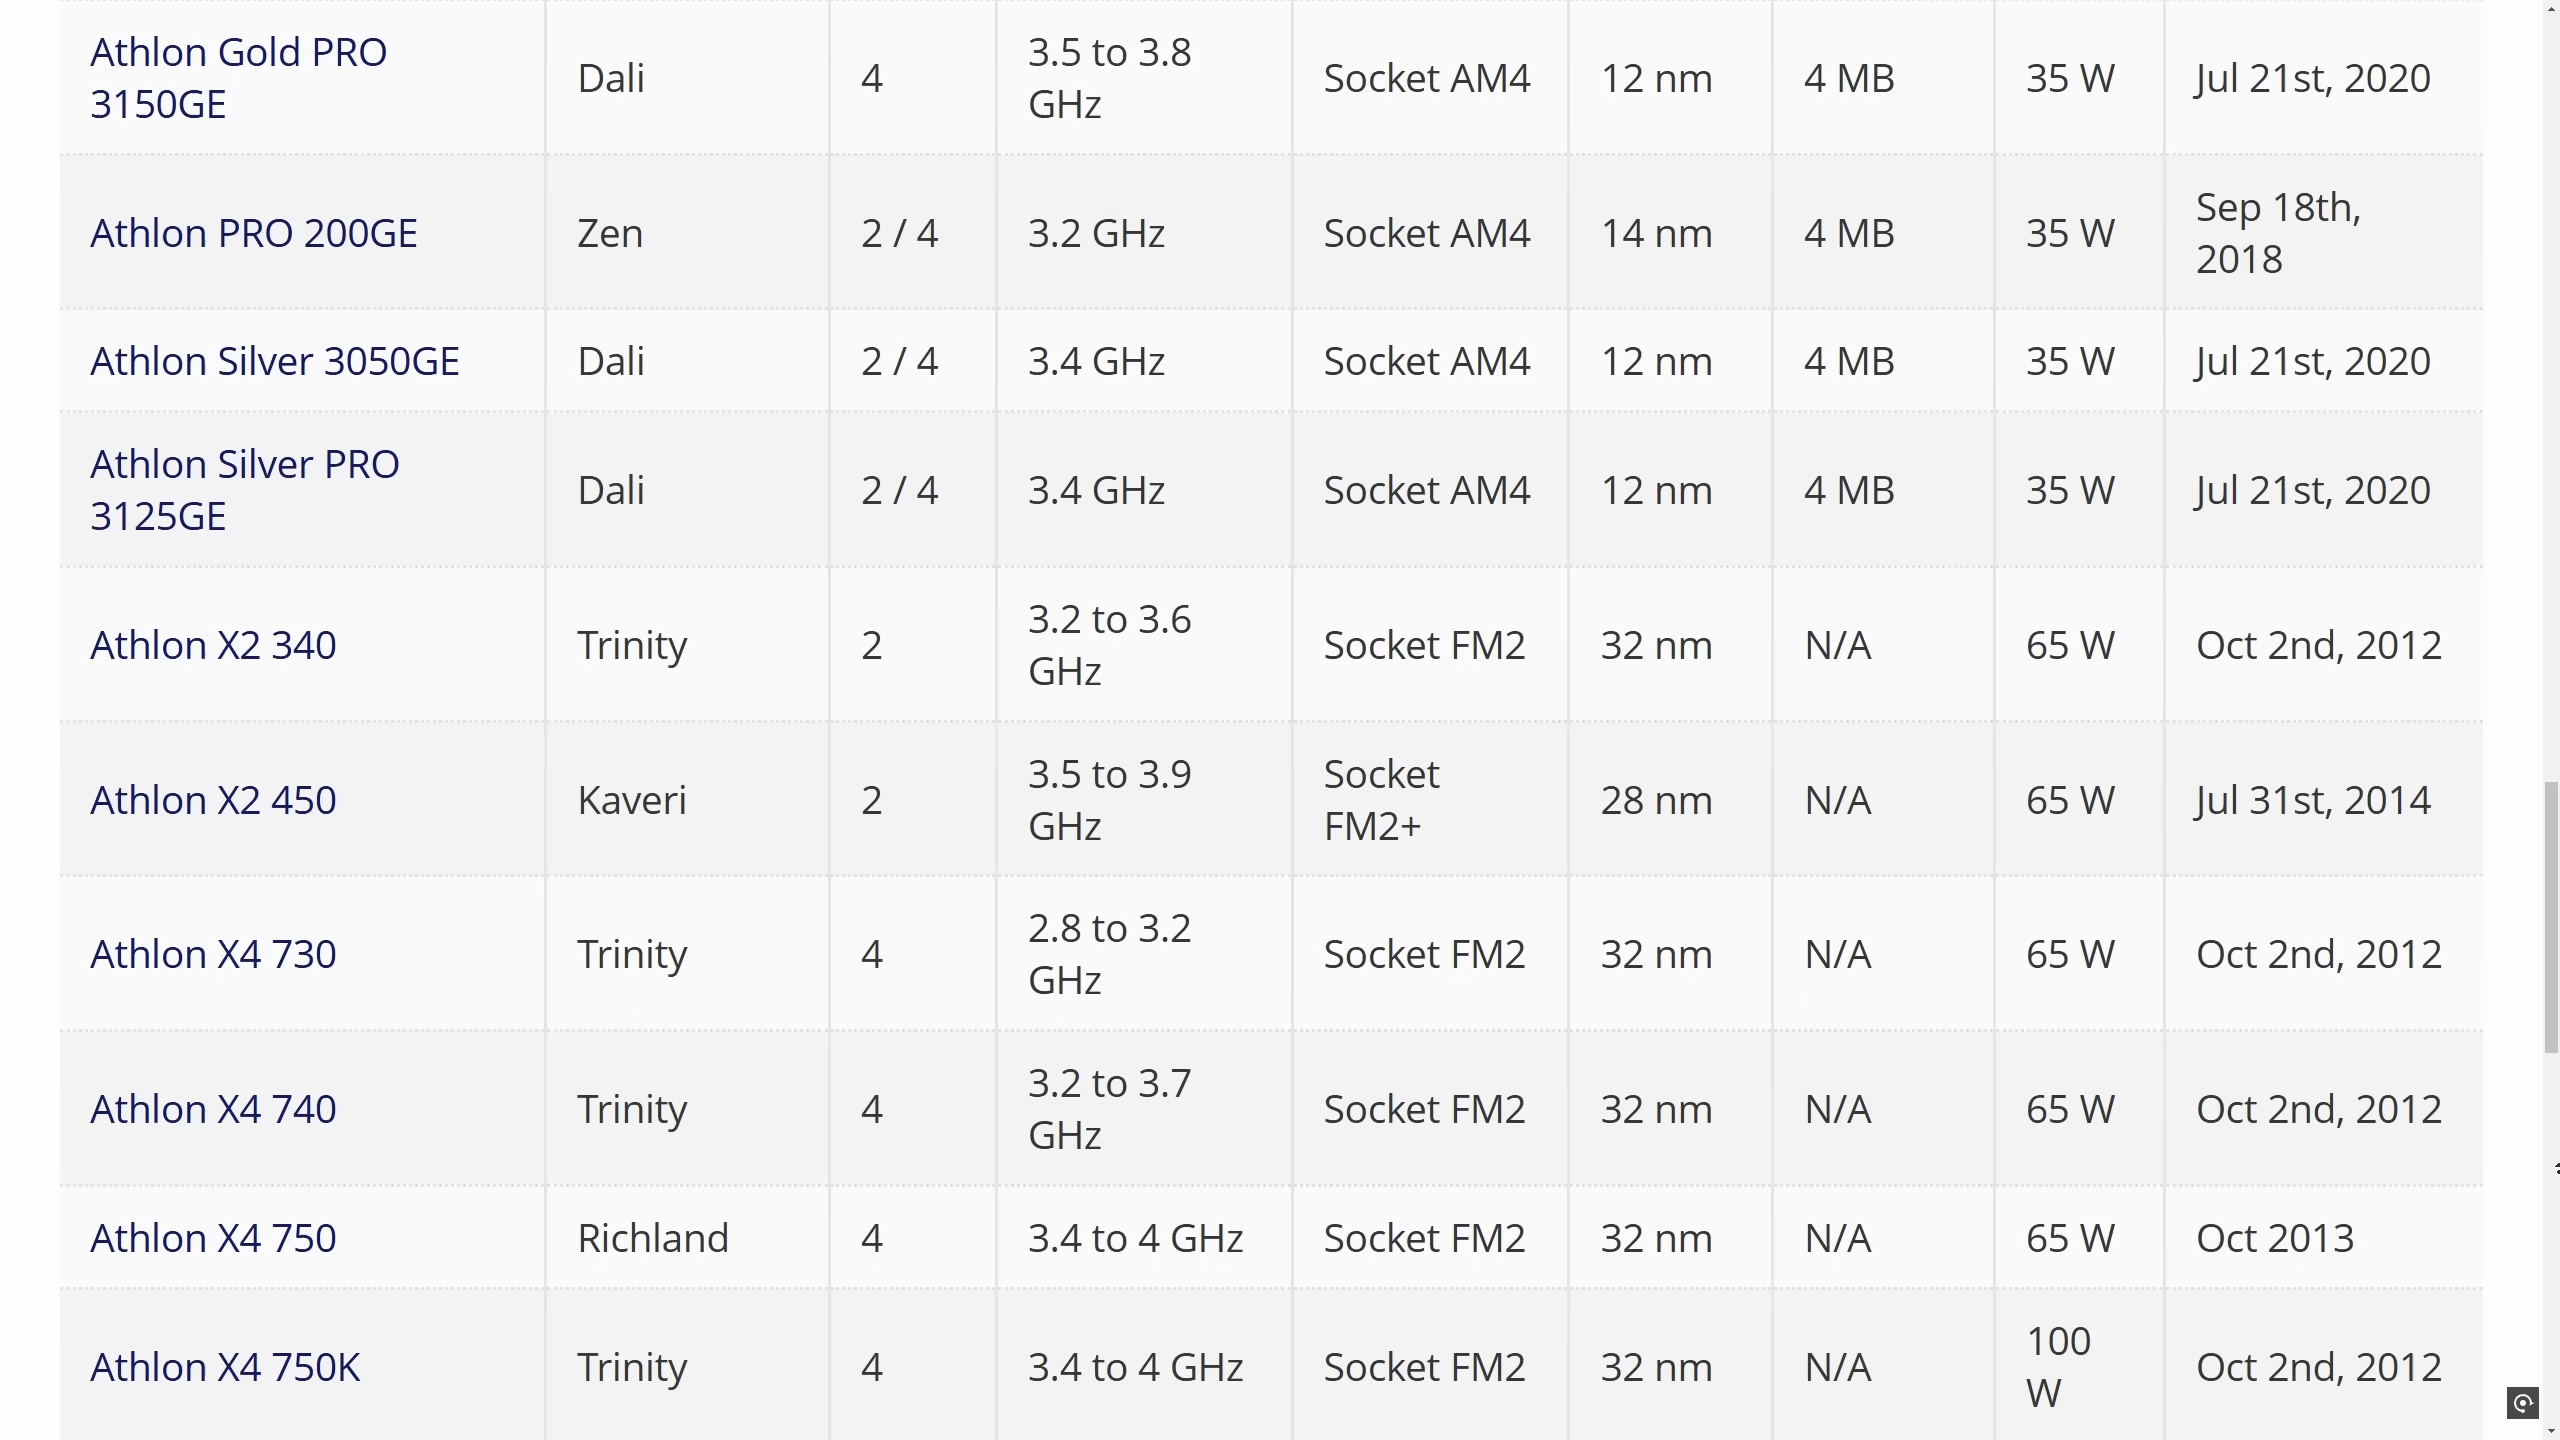 Athlon Gold PRO
3150GE
Dali
4
3.5 to 3.8
GHz
Socket AM4
12 nm
4 MB
35 W
Jul 21st, 2020
Athlon PRO 200GE
Zen
2 / 4
3.2 GHz
Socket AM4
14 nm
4 MB
35 W
Sep 18th,
2018
Athlon Silver 3050GE
Dali
2 / 4
3.4 GHz
Socket AM4
12 nm
4 MB
35 W
Jul 21st, 2020
Athlon Silver PRO
3125GE
Dali
2 / 4
3.4 GHz
Socket AM4
12 nm
4 MB
35 W
Jul 21st, 2020
Athlon X2 340
Trinity
2
3.2 to 3.6
GHz
Socket FM2
32 nm
N/A
65 W
Oct 2nd, 2012
Athlon X2 450
Kaveri
2
3.5 to 3.9
GHz
Socket
FM2+
28 nm
N/A
65 W
Jul 31st, 2014
Athlon X4 730
Trinity
4
2.8 to 3.2
GHz
Socket FM2
32 nm
N/A
65 W
Oct 2nd, 2012
Athlon X4 740
Trinity
4
3.2 to 3.7
GHz
Socket FM2
32 nm
N/A
65 W
Oct 2nd, 2012
Athlon X4 750
Richland
4
3.4 to 4 GHz
Socket FM2
32 nm
N/A
65 W
Oct 2013
Athlon X4 750K
Trinity
4
3.4 to 4 GHz
Socket FM2
32 nm
N/A
100
W
Oct 2nd, 2012